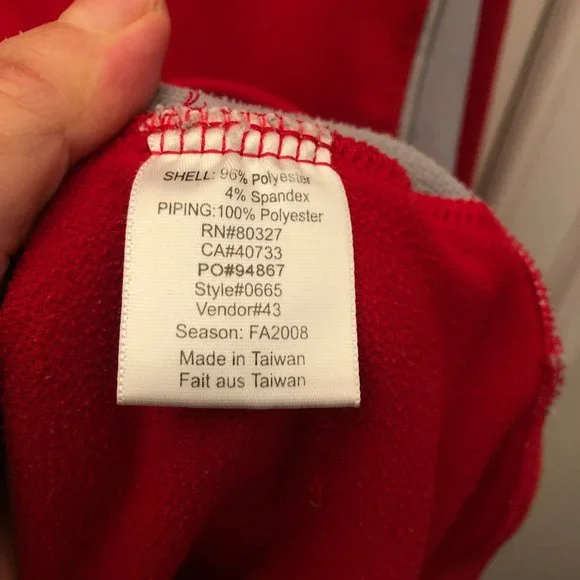 SHELL: 96% Polyester
4% Spandex
PIPING:100% Polyester
RN#80327
CA#40733
PO#94867
Style#0665
Vendor#43
Season: FA2008
Made in Taiwan
Fait aus Taiwan